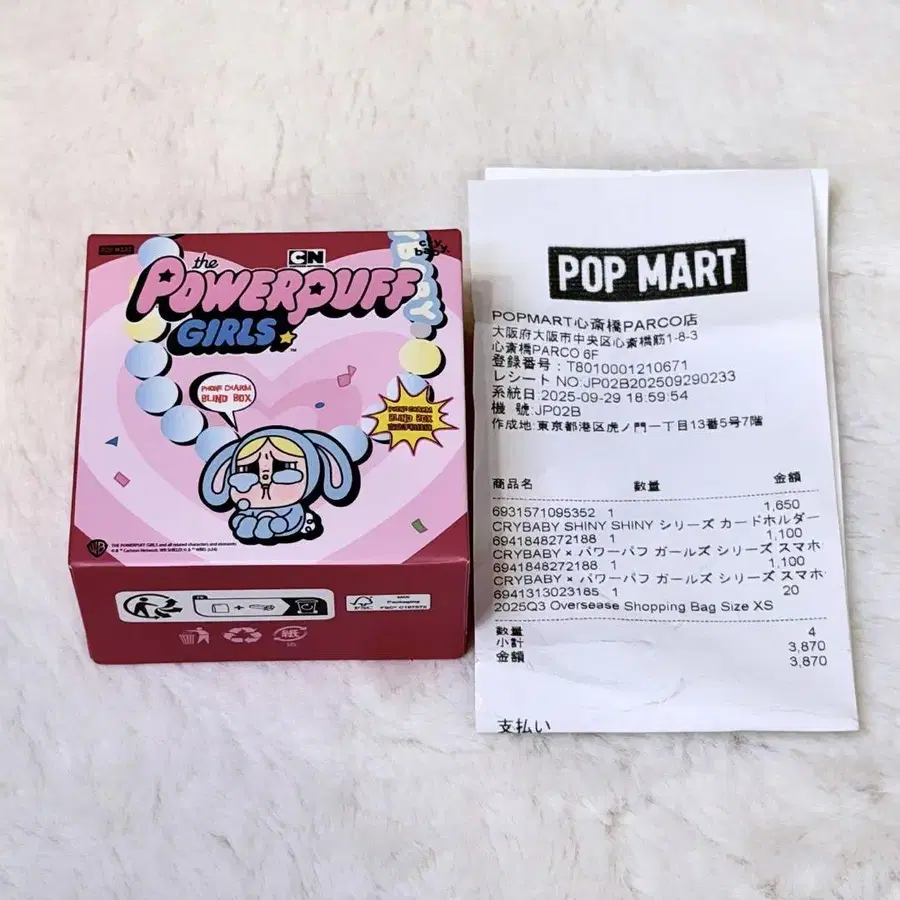 POP MART
the
CN
POWERPUFF
GIRLS
cry
baby
PHONE CHARM
BLIND BOX
PHONE CHARM
BLIND BOX
POP MART
POPMART心斎橋PARCO店
大阪府大阪市中央区心斎橋筋1-8-3
心斎橋PARCO 6F
登録番号：T8010001210671
レシート NO:JP02B202509290233
系統日:2025-09-29 18:59:54
機 號:JP02B
作成地:東京都港区虎ノ門一丁目13番5号7階
商品名 数量 金額
6931571095352 1 1,650
CRYBABY SHINY SHINY シリーズ カードホルダー
6941848272188 1 1,100
CRYBABY × パワーパフ ガールズ シリーズ スマホ
6941848272188 1 1,100
CRYBABY × パワーパフ ガールズ シリーズ スマホ
6941313023185 1 20
2025Q3 Oversease Shopping Bag Size XS
数量 4
小計 3,870
金額 3,870
支払い